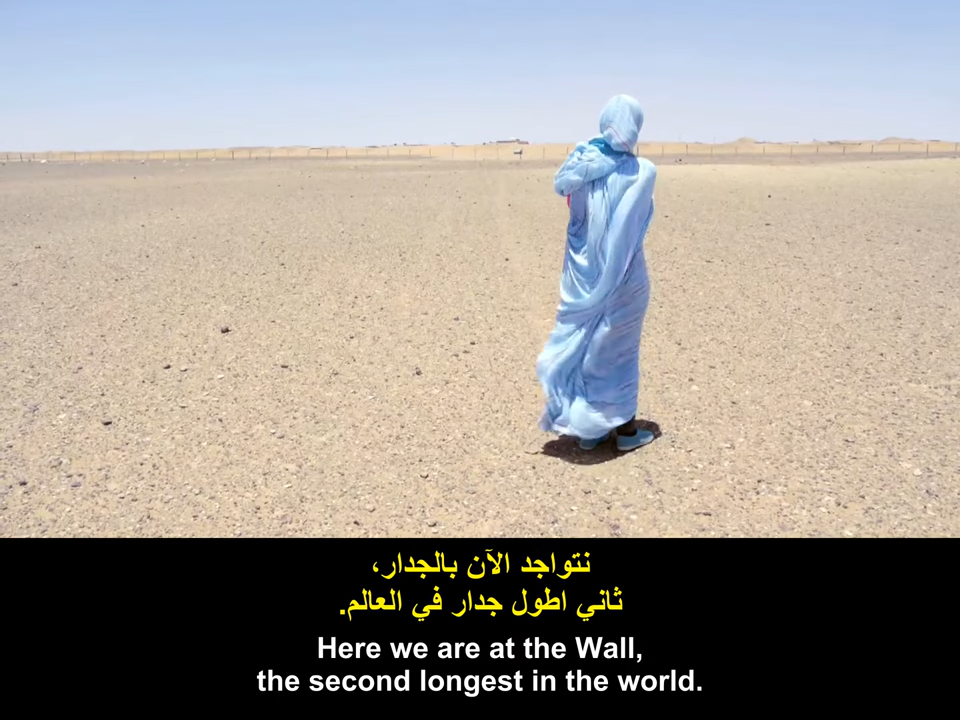 نتواجد الآن بالجدار،
ثاني اطول جدار في العالم.
Here we are at the Wall,
the second longest in the world.